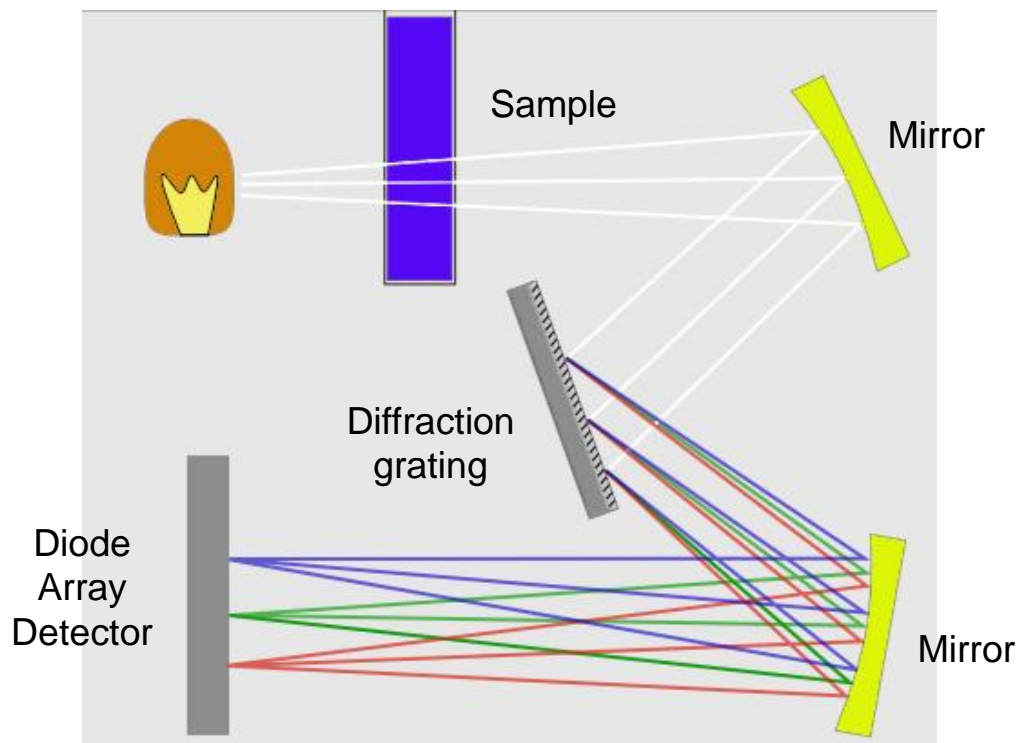 Sample
Mirror
Diffraction
grating
Diode
Array
Detector
Mirror